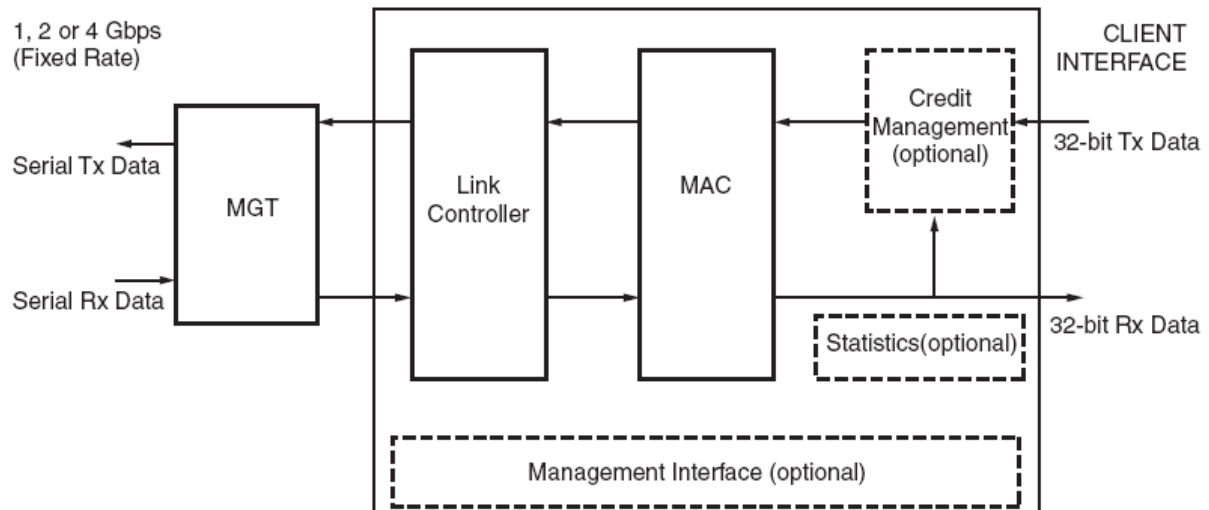 1, 2 or 4 Gbps
(Fixed Rate)
CLIENT
INTERFACE
Credit
Management
(optional)
Serial Tx Data
32-bit Tx Data
MGT
Link
Controller
MAC
Serial Rx Data
32-bit Rx Data
Statistics(optional)
Management Interface (optional)